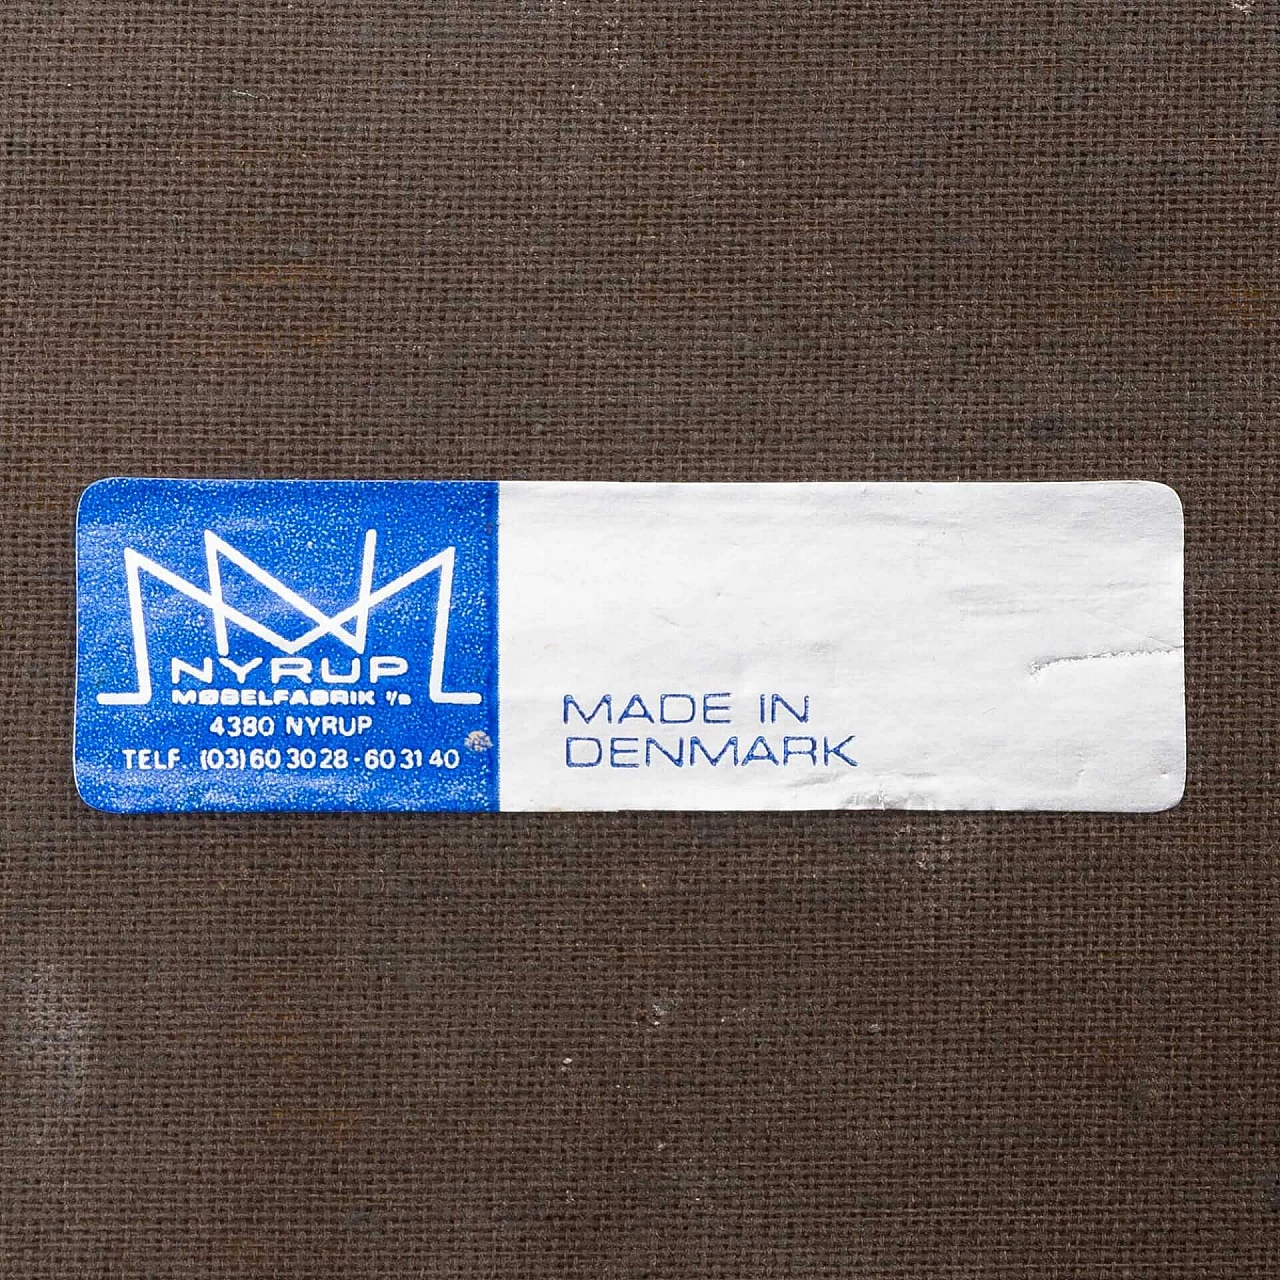 NYRUP
MØBELFABRIK
4380 NYRUP
TELF. (03) 60 30 28 - 60 31 40
MADE IN
DENMARK